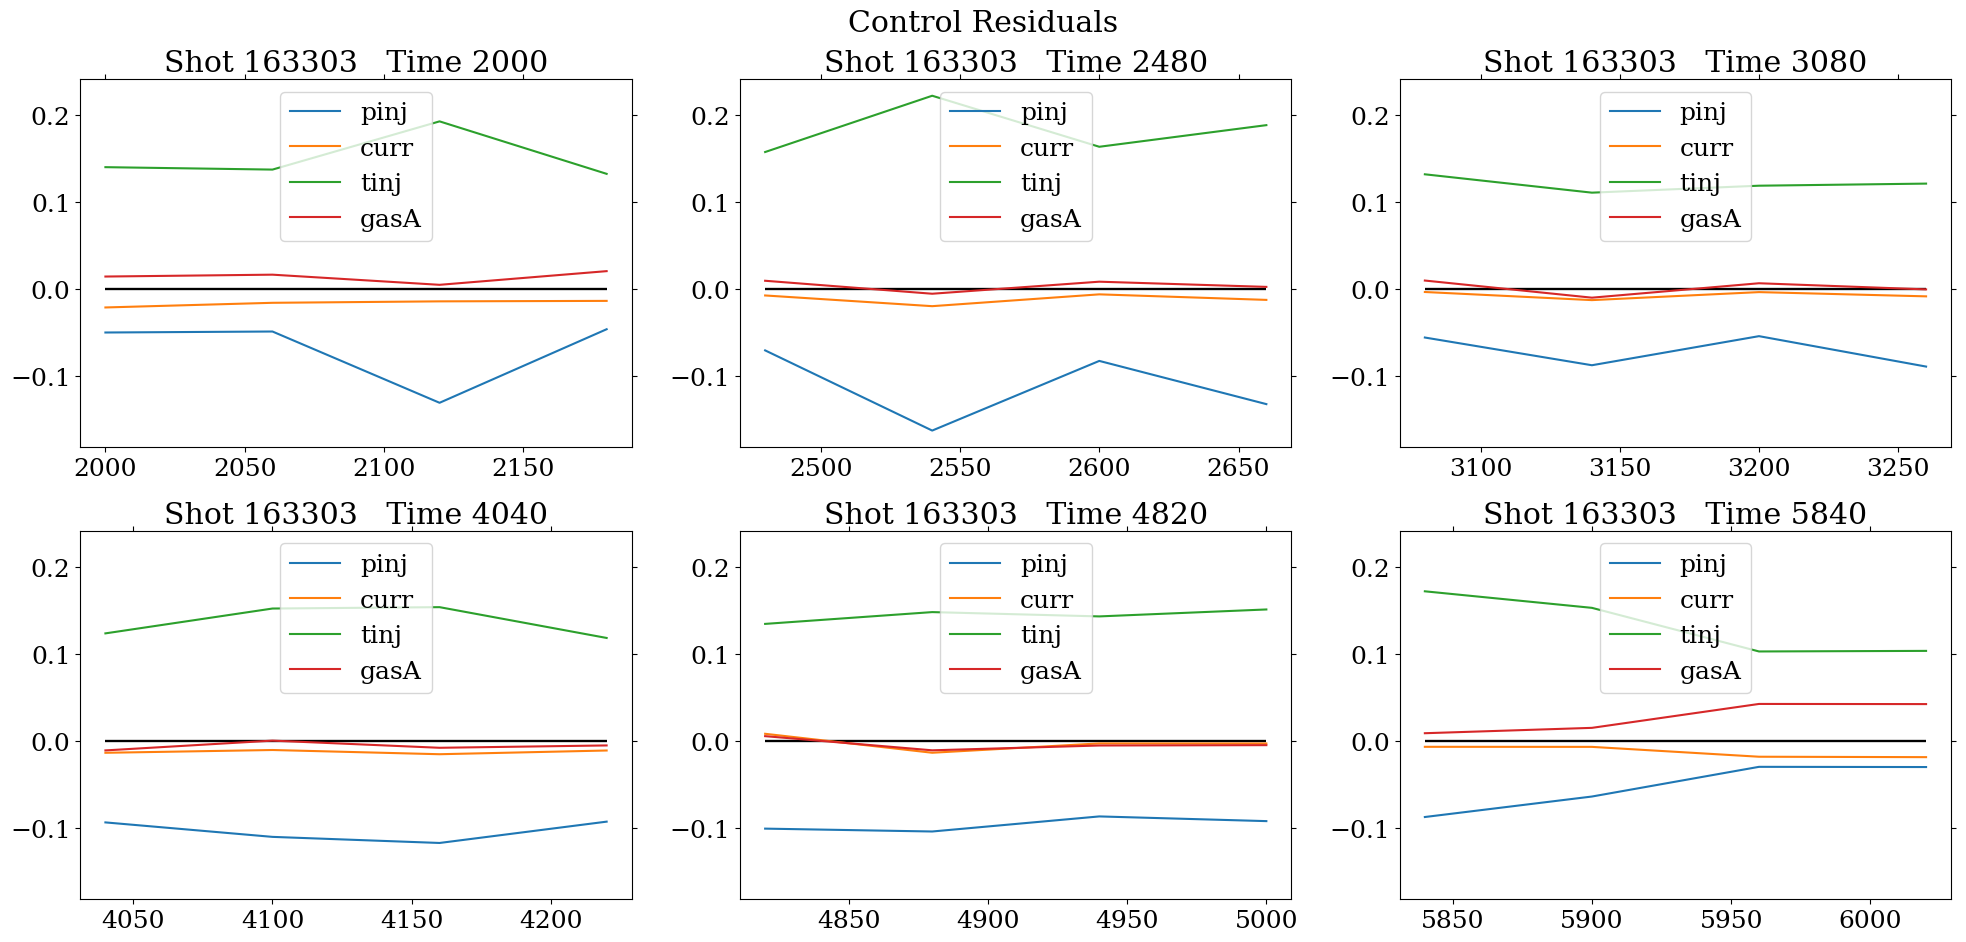 Control Residuals
Shot 163303   Time 2000
0.2
0.1
0.0
−0.1
pinj
curr
tinj
gasA
2000
2050
2100
2150
Shot 163303   Time 2480
0.2
0.1
0.0
−0.1
pinj
curr
tinj
gasA
2500
2550
2600
2650
Shot 163303   Time 3080
0.2
0.1
0.0
−0.1
pinj
curr
tinj
gasA
3100
3150
3200
3250
Shot 163303   Time 4040
0.2
0.1
0.0
−0.1
pinj
curr
tinj
gasA
4050
4100
4150
4200
Shot 163303   Time 4820
0.2
0.1
0.0
−0.1
pinj
curr
tinj
gasA
4850
4900
4950
5000
Shot 163303   Time 5840
0.2
0.1
0.0
−0.1
pinj
curr
tinj
gasA
5850
5900
5950
6000